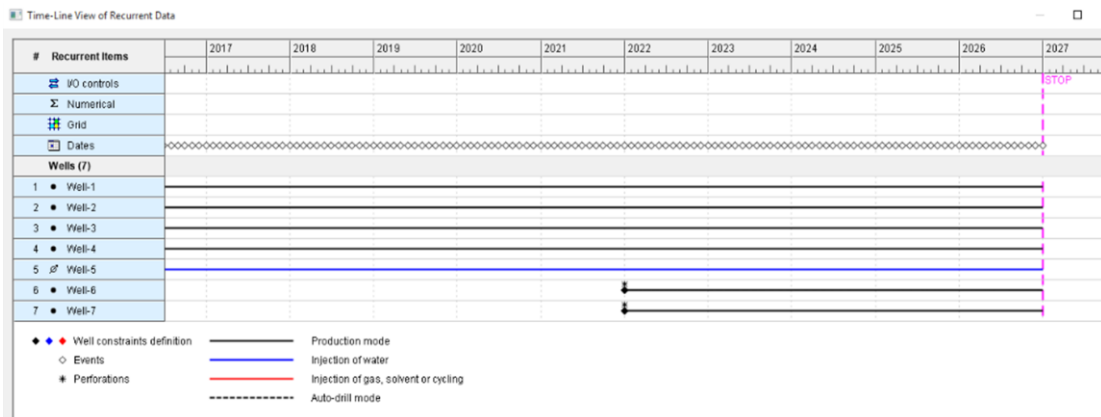 Time-Line View of Recurrent Data
# Recurrent Items 2017 2018 2019 2020 2021 2022 2023 2024 2025 2026 2027
I/O controls STOP
Σ Numerical
Grid
Dates
Wells (7)
1 Well-1
2 Well-2
3 Well-3
4 Well-4
5 Well-5
6 Well-6
7 Well-7
Well constraints definition Production mode
Events Injection of water
Perforations Injection of gas, solvent or cycling
Auto-drill mode